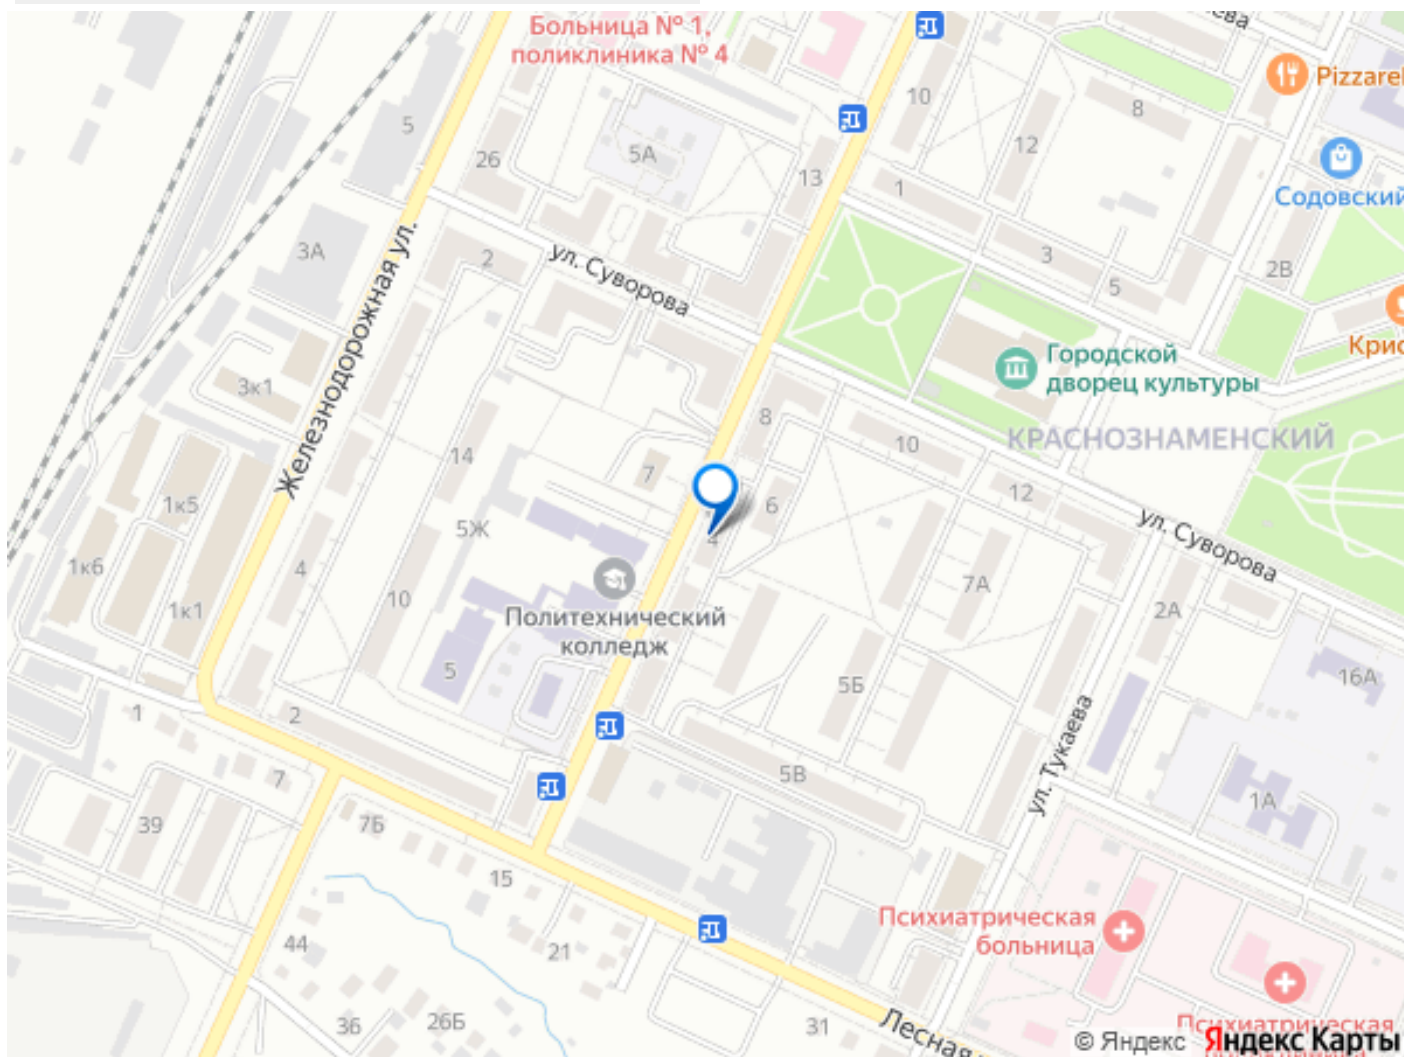 Больница № 1,
поликлиника № 4
5
10
8
Pizzarel
12
26
5А
13
1
Содовский
ул. Суворова
3А
2
3
5
2В
Железнодорожная ул.
Городской
дворец культуры
Крис
3к1
8
КРАСНОЗНАМЕНСКИЙ
10
14
7
12
1к5
6
ул. Суворова
5Ж
4
1к6
4
10
7А
1к1
2А
Политехнический
колледж
5
5Б
16А
1
2
ул. Тукаева
7
5В
1А
39
7Б
15
Психиатрическая
больница
44
21
36
26Б
31
Лесная
Психиатрическая
© Яндекс Яндекс Карты